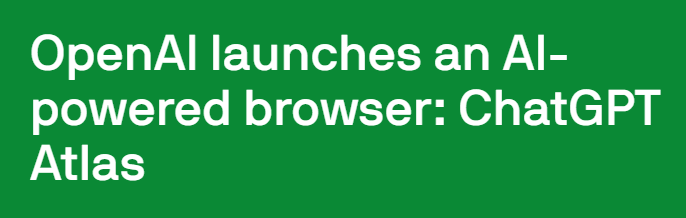 OpenAI launches an AI-
powered browser: ChatGPT
Atlas